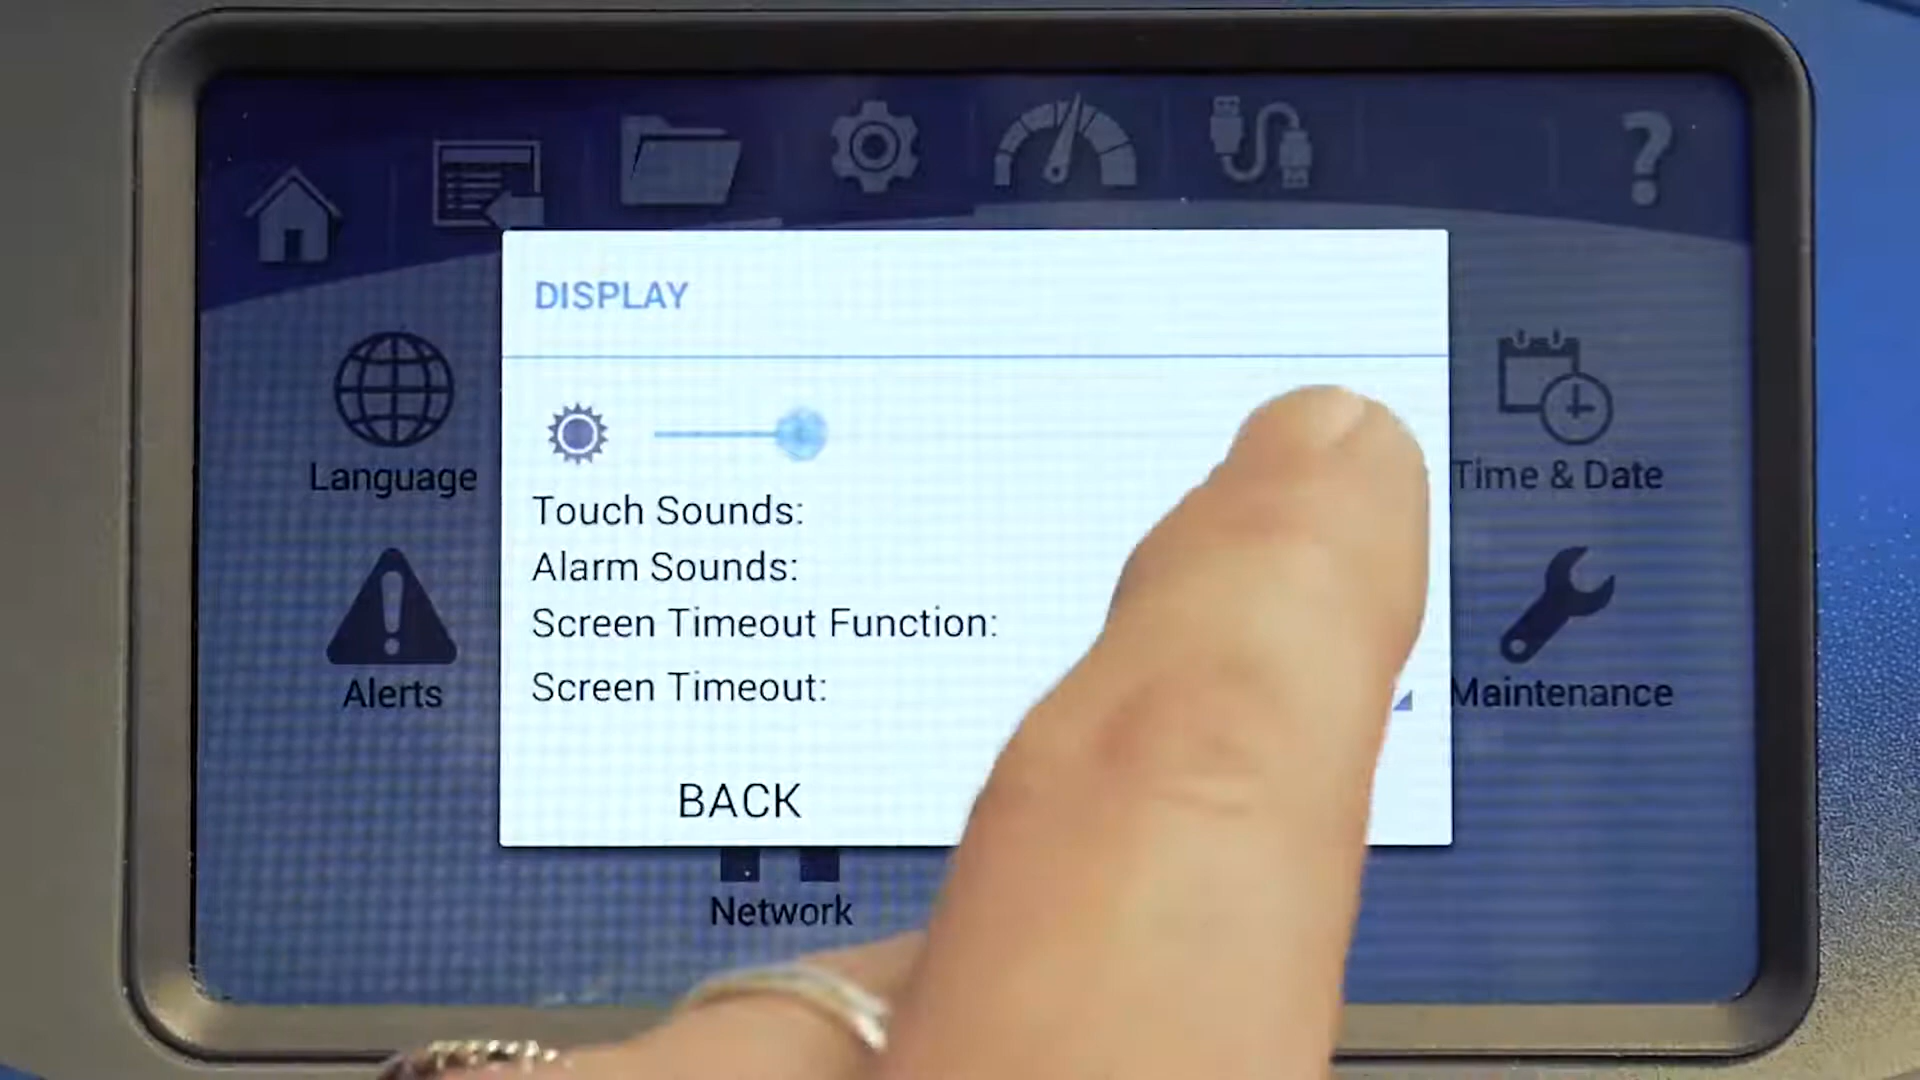 DISPLAY
Language
Time & Date
Touch Sounds:
Alarm Sounds:
Screen Timeout Function:
Screen Timeout:
Alerts
Maintenance
BACK
Network